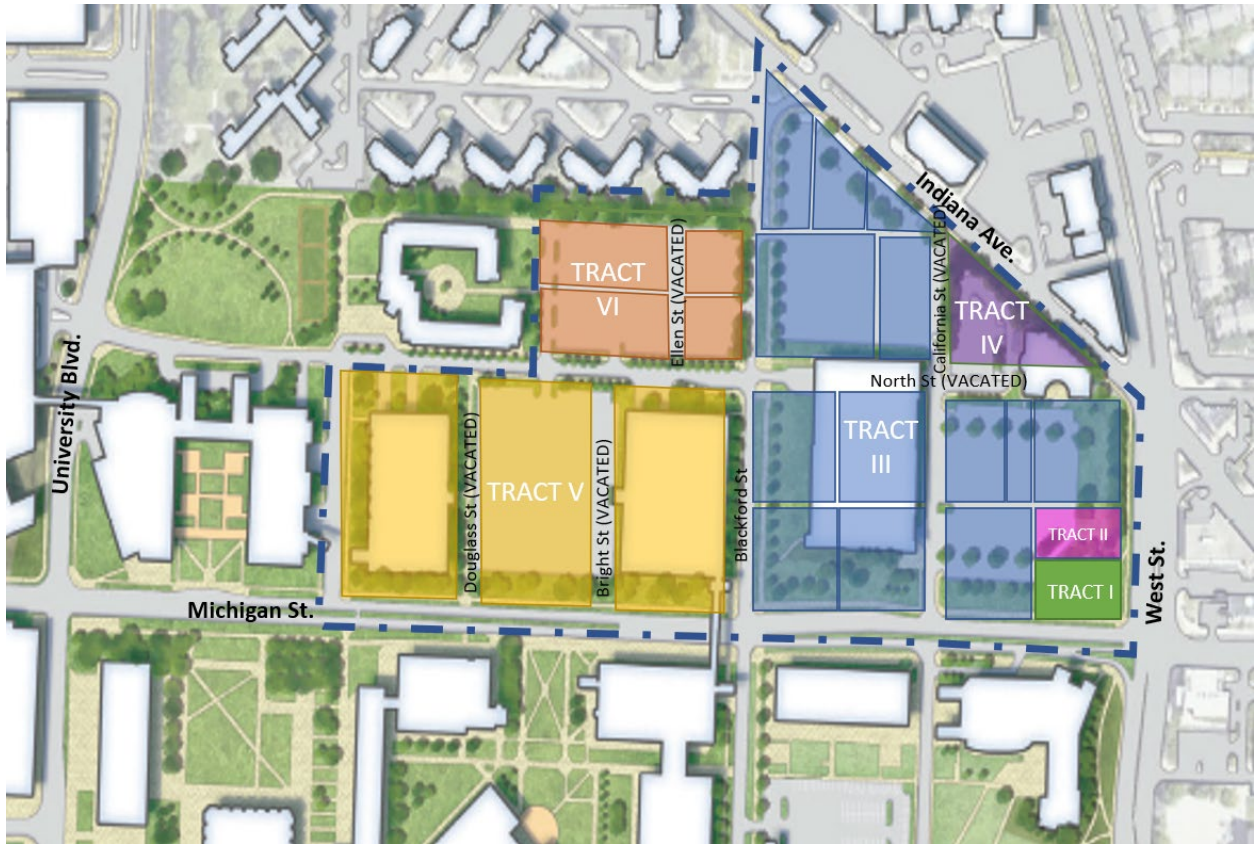 Indiana Ave.
TRACT
VI
Ellen St (VACATED)
California St (VACATED)
TRACT
IV
North St (VACATED)
University Blvd.
TRACT V
Douglass St (VACATED)
Bright St (VACATED)
Blackford St
TRACT
III
TRACT II
TRACT I
West St.
Michigan St.